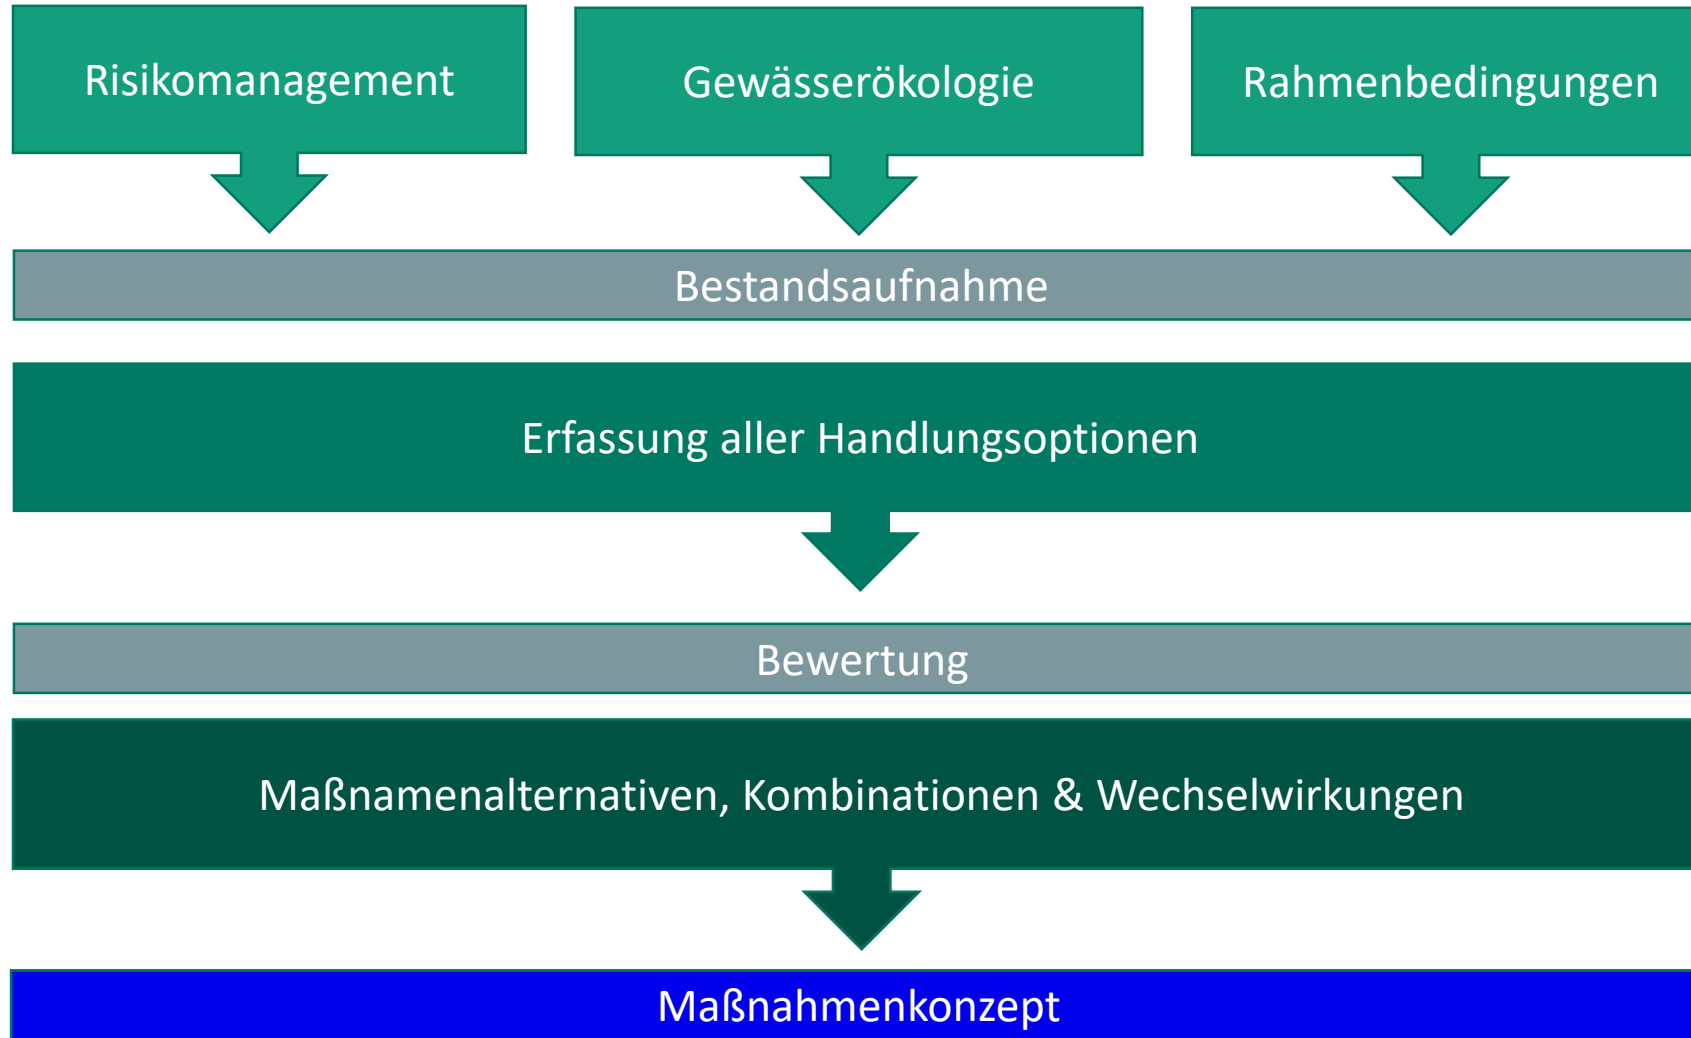 Risikomanagement
Gewässerökologie
Rahmenbedingungen
Bestandsaufnahme
Erfassung aller Handlungsoptionen
Bewertung
Maßnamenalternativen, Kombinationen & Wechselwirkungen
Maßnahmenkonzept